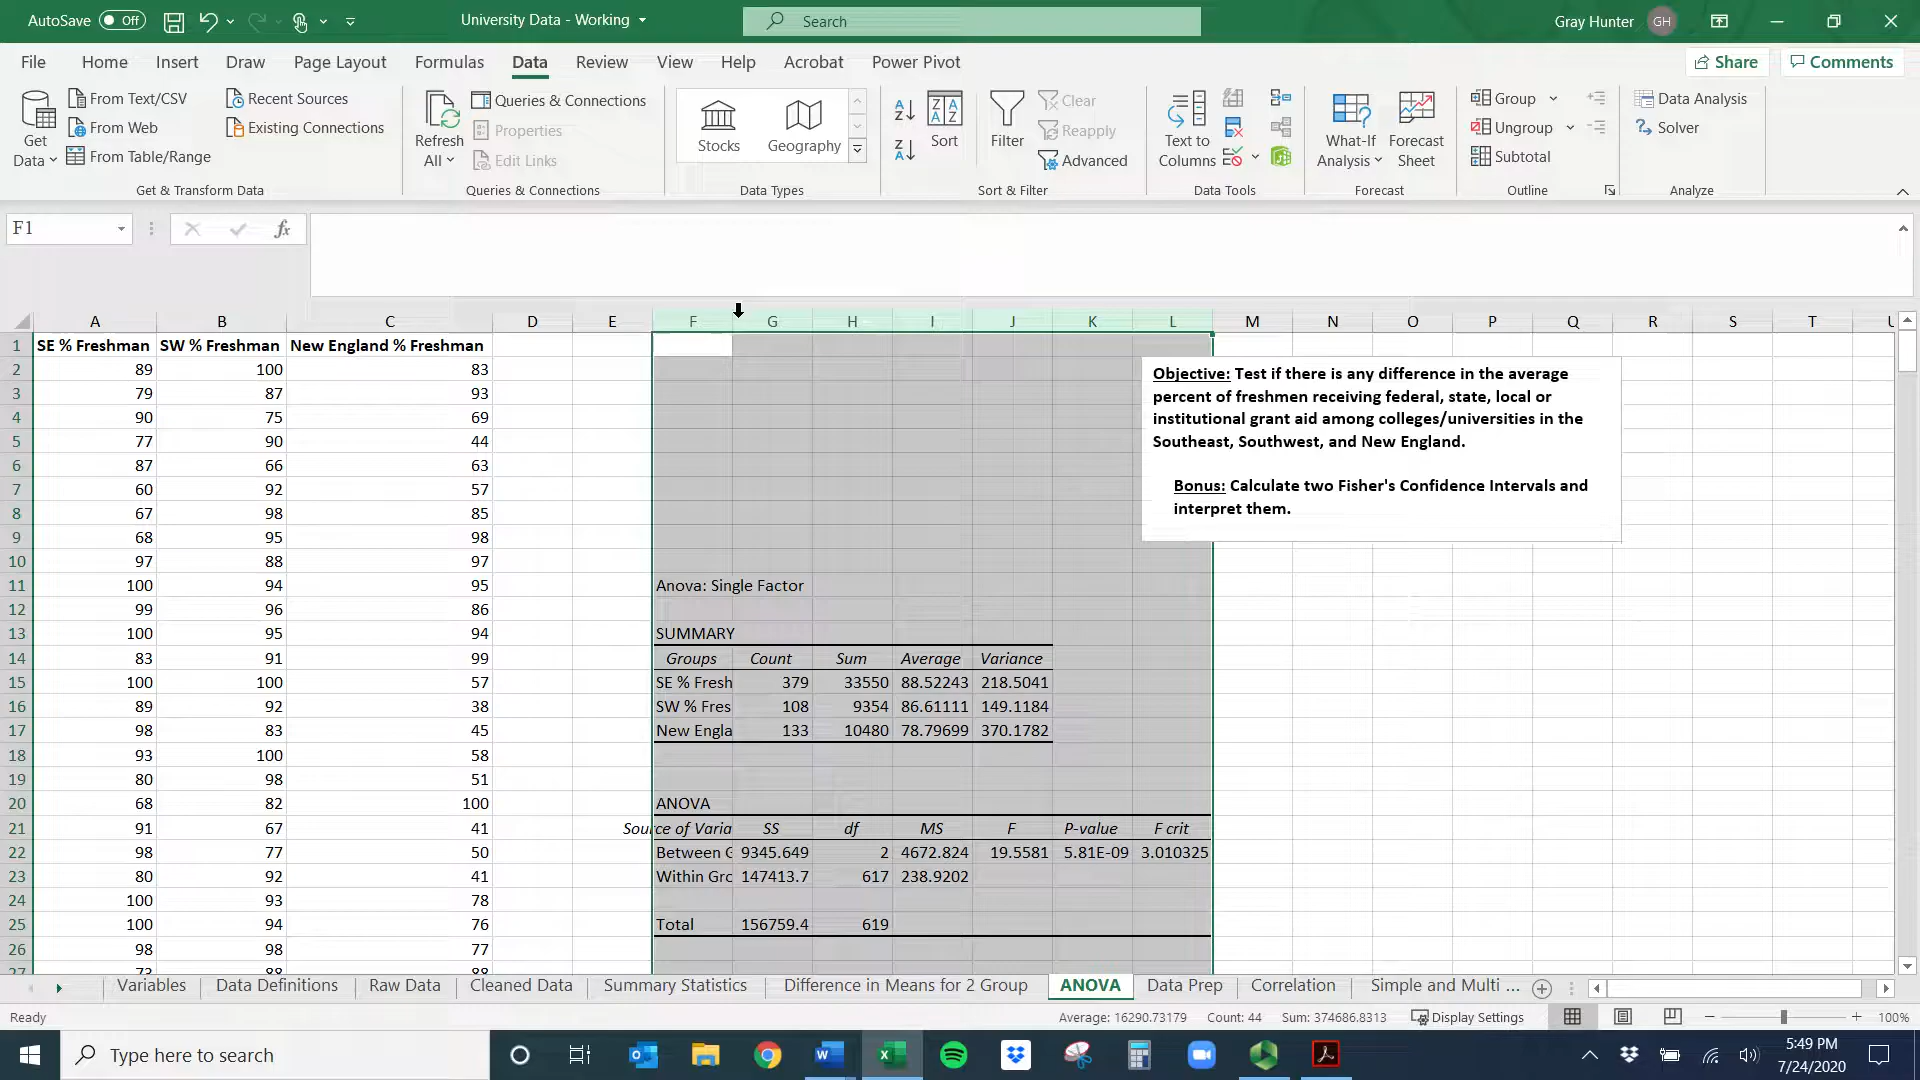 AutoSave Off University Data - Working Search Gray Hunter GH
File Home Insert Draw Page Layout Formulas Data Review View Help Acrobat Power Pivot Share Comments
Get Data
From Text/CSV
From Web
From Table/Range
Recent Sources
Existing Connections
Get & Transform Data
Refresh All
Queries & Connections
Properties
Edit Links
Queries & Connections
Stocks Geography
Data Types
Sort
Filter
Clear
Reapply
Advanced
Sort & Filter
Text to Columns
Data Tools
What-If Analysis
Forecast Sheet
Forecast
Group
Ungroup
Subtotal
Outline
Data Analysis
Solver
Analyze
F1 fx
A B C D E F G H I J K L M N O P Q R S T U
1 SE % Freshman SW % Freshman New England % Freshman
2 89 100 83
3 79 87 93
4 90 75 69
5 77 90 44
6 87 66 63
7 60 92 57
8 67 98 85
9 68 95 98
10 97 88 97
11 100 94 95 Anova: Single Factor
12 99 96 86
13 100 95 94 SUMMARY
14 83 91 99 Groups Count Sum Average Variance
15 100 100 57 SE % Fresh 379 33550 88.52243 218.5041
16 89 92 38 SW % Fres 108 9354 86.61111 149.1184
17 98 83 45 New Engla 133 10480 78.79699 370.1782
18 93 100 58
19 80 98 51
20 68 82 100 ANOVA
21 91 67 41 Source of Varia SS df MS F P-value F crit
22 98 77 50 Between G 9345.649 2 4672.824 19.5581 5.81E-09 3.010325
23 80 92 41 Within Gro 147413.7 617 238.9202
24 100 93 78
25 100 94 76 Total 156759.4 619
26 98 98 77
27 73 88 88
Objective: Test if there is any difference in the average
percent of freshmen receiving federal, state, local or
institutional grant aid among colleges/universities in the
Southeast, Southwest, and New England.
Bonus: Calculate two Fisher's Confidence Intervals and
interpret them.
Variables Data Definitions Raw Data Cleaned Data Summary Statistics Difference in Means for 2 Group ANOVA Data Prep Correlation Simple and Multi ...
Ready Average: 16290.73179 Count: 44 Sum: 374686.8313 Display Settings 100%
Type here to search 5:49 PM
7/24/2020